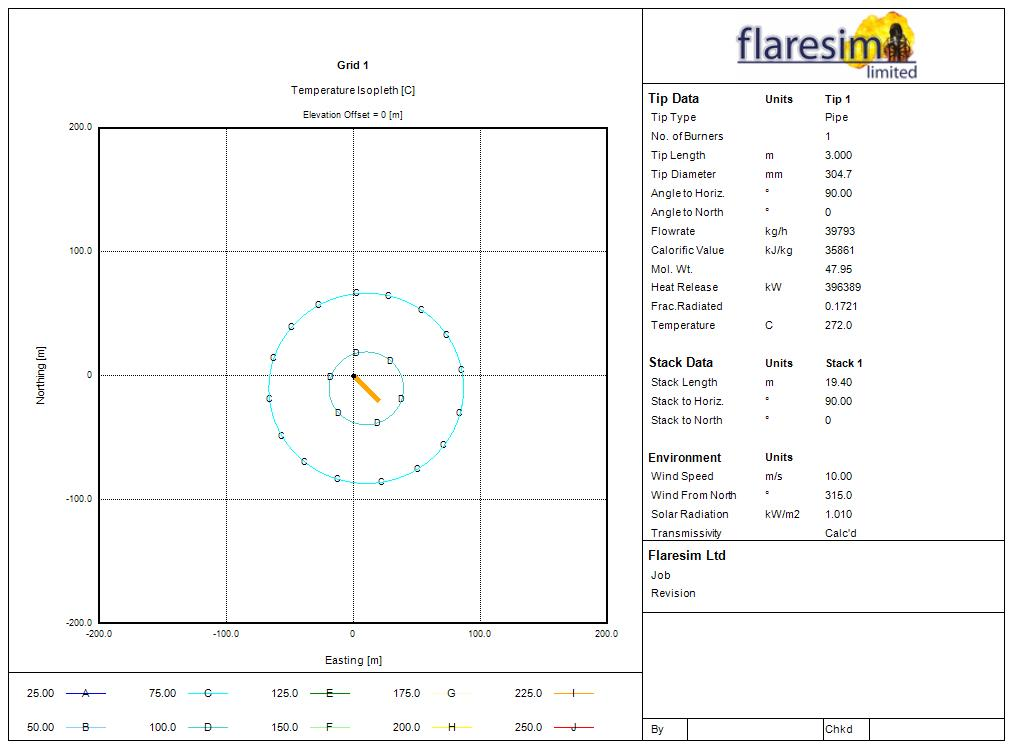 Grid 1
Temperature Isopleth [C]
Elevation Offset = 0 [m]
200.0
100.0
0
-100.0
-200.0
Northing [m]
C C C C C C C C C C C C C C C C C
D D D D D D D
-200.0 -100.0 0 100.0 200.0
Easting [m]
25.00 A 75.00 C 125.0 E 175.0 G 225.0 I
50.00 B 100.0 D 150.0 F 200.0 H 250.0 J
flaresim
limited
Tip Data Units Tip 1
Tip Type Pipe
No. of Burners 1
Tip Length m 3.000
Tip Diameter mm 304.7
Angle to Horiz. ° 90.00
Angle to North ° 0
Flowrate kg/h 39793
Calorific Value kJ/kg 35861
Mol. Wt. 47.95
Heat Release kW 396389
Frac.Radiated 0.1721
Temperature C 272.0
Stack Data Units Stack 1
Stack Length m 19.40
Stack to Horiz. ° 90.00
Stack to North ° 0
Environment Units
Wind Speed m/s 10.00
Wind From North ° 315.0
Solar Radiation kW/m2 1.010
Transmissivity Calc'd
Flaresim Ltd
Job
Revision
By Chkd